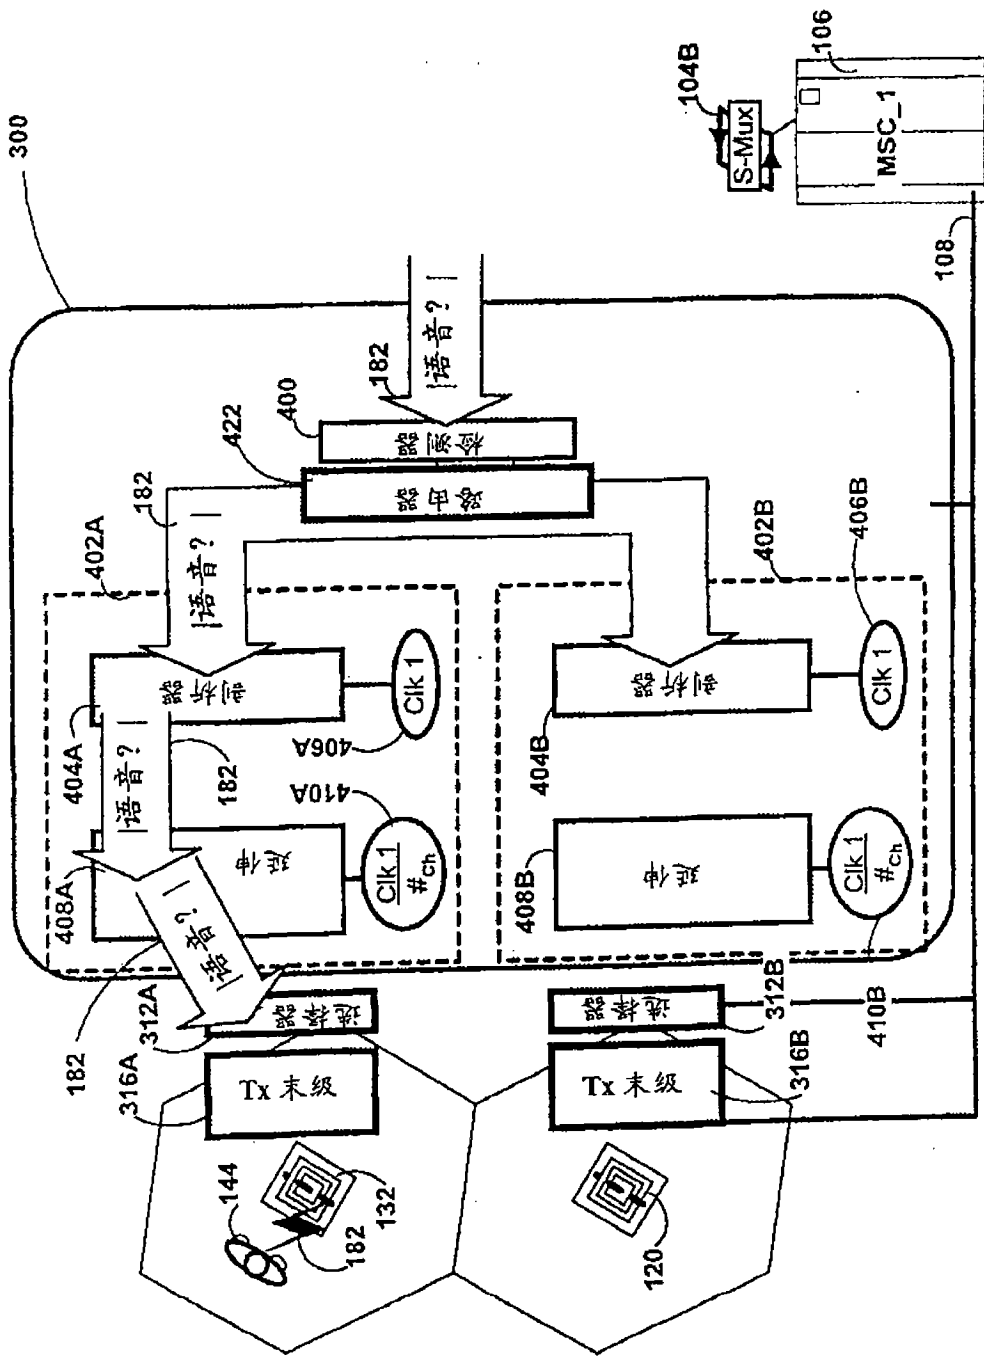 120
182
132
144
Tx 末级
316B
Tx 末级
316A
选择器
312B
选择器
312A
182
|语音? |
410B
Clk 1
#Ch
延伸
408B
Clk 1
#Ch
410A
延伸
408A
|语音? |
182
404A
404B
剖析器
Clk 1
406B
剖析器
Clk 1
406A
402B
402A
|语音? |
182
路由器
422
检测器
400
182
|语音? |
300
108
MSC_1
106
S-Mux
104B